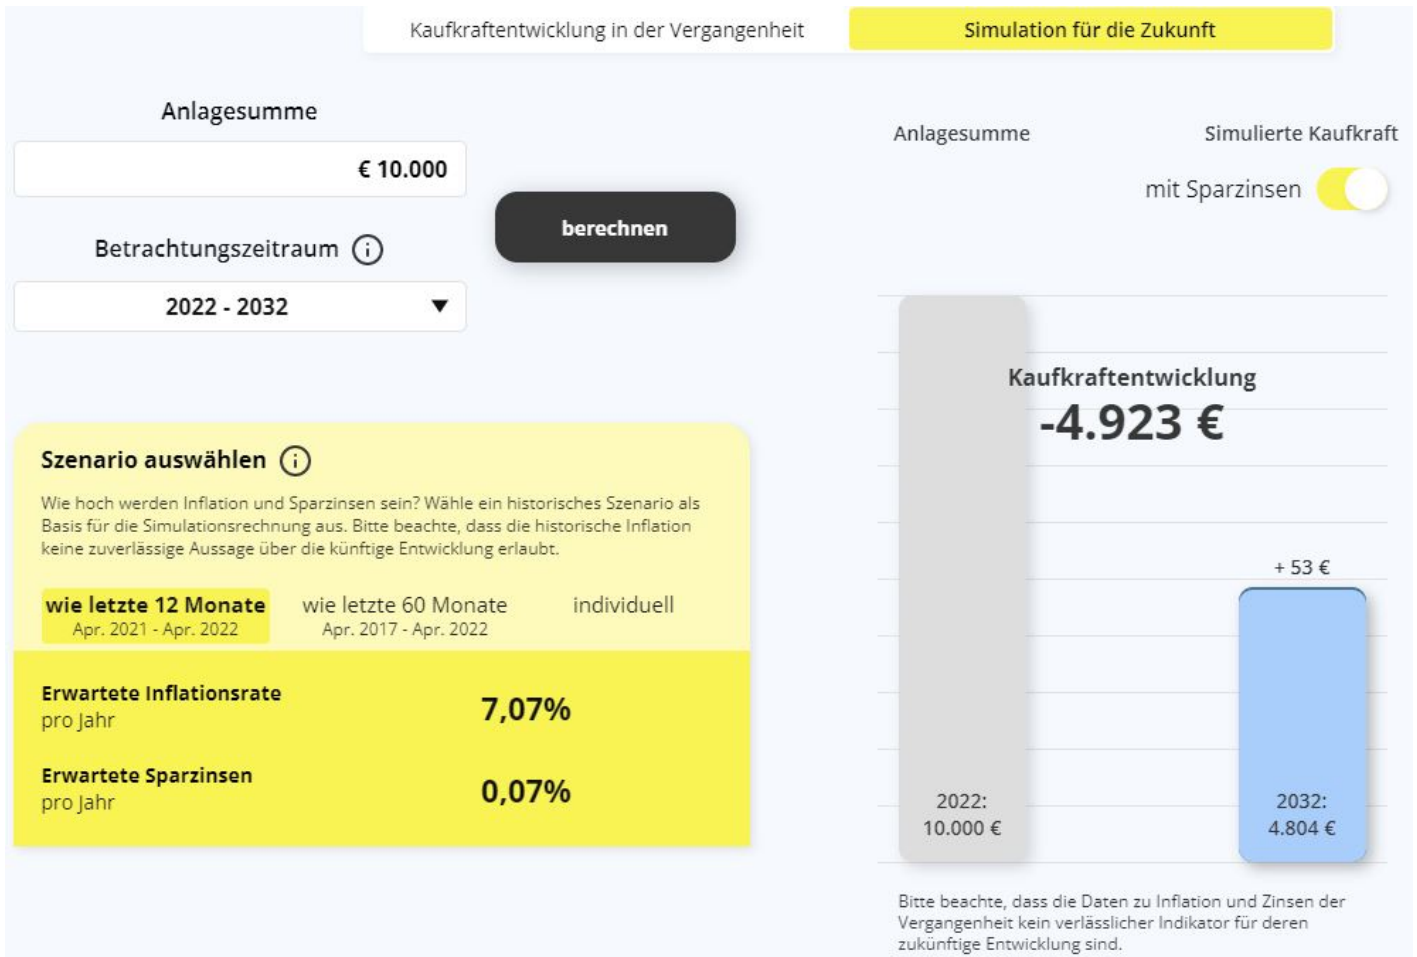 Kaufkraftentwicklung in der Vergangenheit
Simulation für die Zukunft
Anlagesumme
€ 10.000
Betrachtungszeitraum
2022 - 2032
berechnen
Szenario auswählen
Wie hoch werden Inflation und Sparzinsen sein? Wähle ein historisches Szenario als
Basis für die Simulationsrechnung aus. Bitte beachte, dass die historische Inflation
keine zuverlässige Aussage über die künftige Entwicklung erlaubt.
wie letzte 12 Monate
Apr. 2021 - Apr. 2022
wie letzte 60 Monate
Apr. 2017 - Apr. 2022
individuell
Erwartete Inflationsrate
pro Jahr
7,07%
Erwartete Sparzinsen
pro Jahr
0,07%
Anlagesumme
Simulierte Kaufkraft
mit Sparzinsen
Kaufkraftentwicklung
-4.923 €
+ 53 €
2022:
10.000 €
2032:
4.804 €
Bitte beachte, dass die Daten zu Inflation und Zinsen der
Vergangenheit kein verlässlicher Indikator für deren
zukünftige Entwicklung sind.